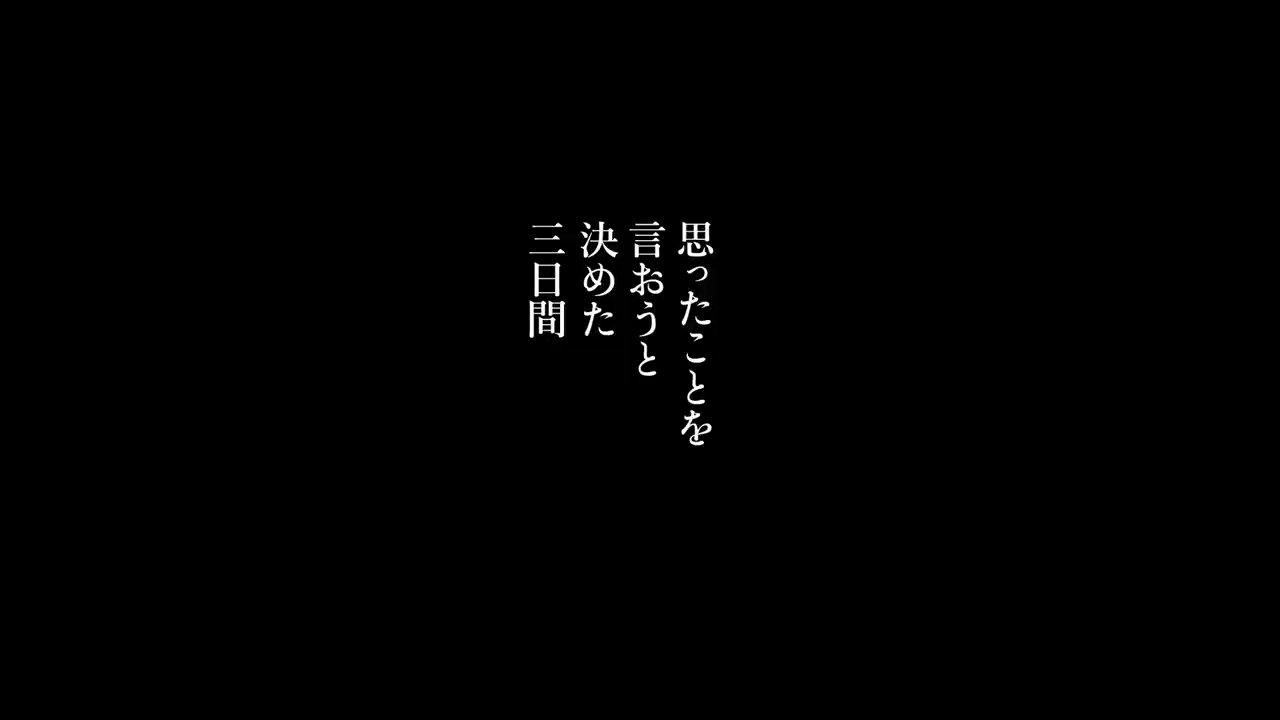 思ったことを
言おうと
決めた
三日間